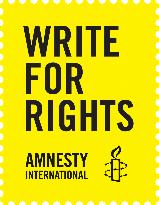 WRITE
FOR
RIGHTS
AMNESTY
INTERNATIONAL